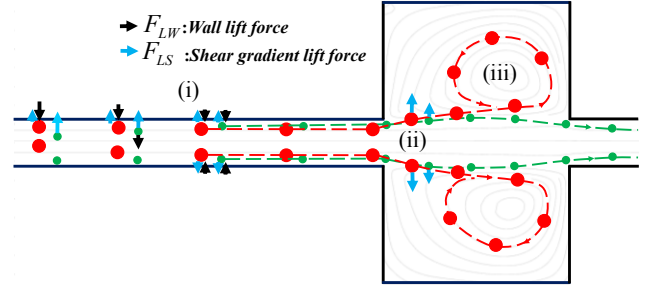 F_LW :Wall lift force
F_LS :Shear gradient lift force
(i)
(iii)
(ii)